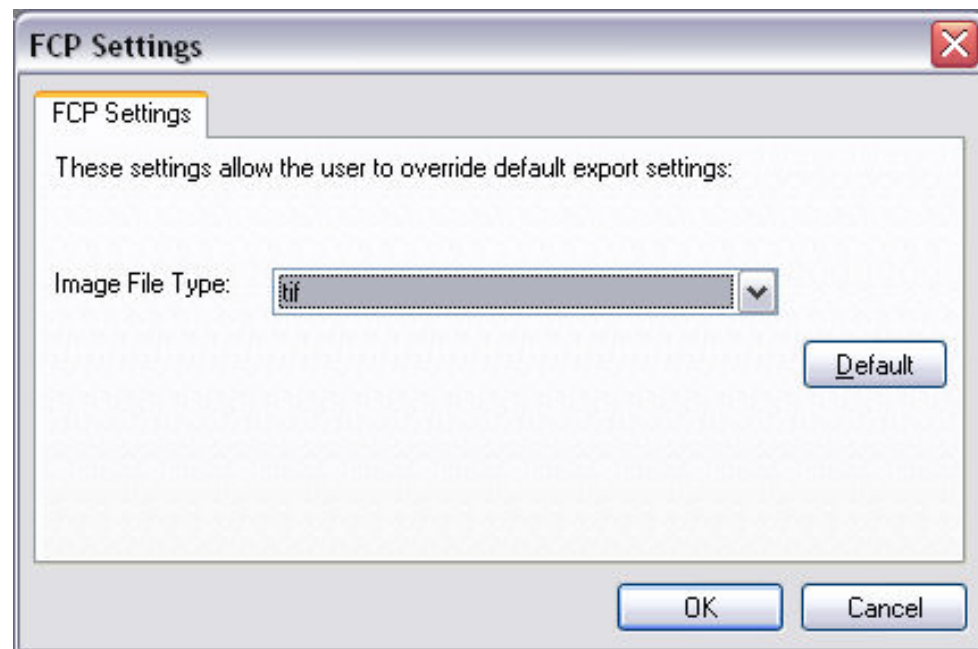 FCP Settings
FCP Settings
These settings allow the user to override default export settings:
Image File Type:
tif
Default
OK
Cancel